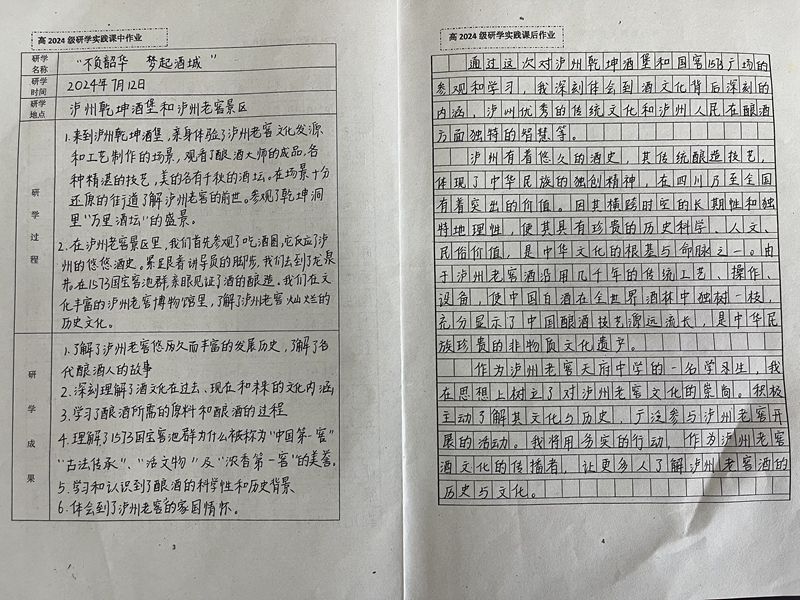 高2024级研学实践课中作业
研学名称
“不负韶华 梦起酒城”
研学时间
2024年7月12日
研学地点
泸州乾坤酒堡和泸州老窖景区
研学过程
1.来到泸州乾坤酒堡，亲身体验了泸州老窖文化发源
和工艺制作的场景，观看了酿酒大师的成品，各
种精湛的技艺，美的各有千秋的酒坛。在场景十分
还原的街道了解泸州老窖的前世。参观了乾坤洞
里“万里酒坛”的盛景。
2.在泸州老窖景区里，我们首先参观了吃酒图，它反应了泸
州的悠悠酒史。紧跟着讲导员的脚步，我们去到了龙泉
井。在1573国宝窖池群亲眼见证了酒的酿造。我们在文
化丰富的泸州老窖博物馆里，了解了泸州老窖灿烂的
历史文化。
研学成果
1.了解了泸州老窖悠历久而丰富的发展历史，了解了各
代酿酒人的故事
2.深刻理解了酒文化在过去、现在和未来的文化内涵
3.学习了酿酒所需的原料和酿酒的过程
4.理解了1573国宝窖池群为什么被称为“中国第一窖”
“古法传承”、“活文物”及“浓香第一窖”的美誉。
5.学习和认识到了酿酒的科学性和历史背景
6.体会到了泸州老窖的家国情怀。
3
高2024级研学实践课后作业
通过这次对泸州乾坤酒堡和国窖1573广场的
参观和学习，我深刻体会到酒文化背后深刻的
内涵，泸州优秀的传统文化和泸州人民在酿酒
方面独特的智慧等。
泸州有着悠久的酒史，其传统酿造技艺，
体现了中华民族的独创精神，在四川乃至全国
有着突出的价值。因其横跨时空的长期性和独
特地理性，使其具有珍贵的历史科学、人文、
民俗价值，是中华文化的根基与命脉之一。由
于泸州老窖酒沿用几千年的传统工艺、操作、
设备，使中国白酒在全世界酒林中独树一枝，
充分显示了中国酿酒技艺源远流长，是中华民
族珍贵的非物质文化遗产。
作为泸州老窖天府中学的一名学生，我
在思想上树立了对泸州老窖文化的崇尚。积极
主动了解其文化与历史，广泛参与泸州老窖开
展的活动。我将用务实的行动，作为泸州老窖
酒文化的传播者，让更多人了解泸州老窖酒的
历史与文化。
4